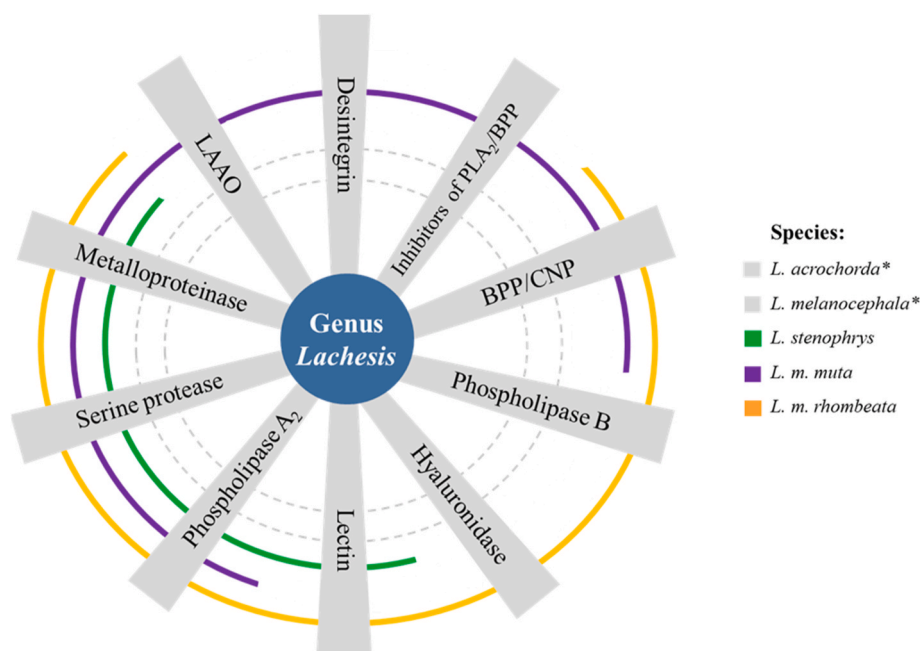 Desintegrin
Inhibitors of PLA₂/BPP
BPP/CNP
Phospholipase B
Hyaluronidase
Lectin
Phospholipase A₂
Serine protease
Metalloproteinase
LAAO
Genus
Lachesis
Species:
L. acrochorda*
L. melanocephala*
L. stenophrys
L. m. muta
L. m. rhombeata